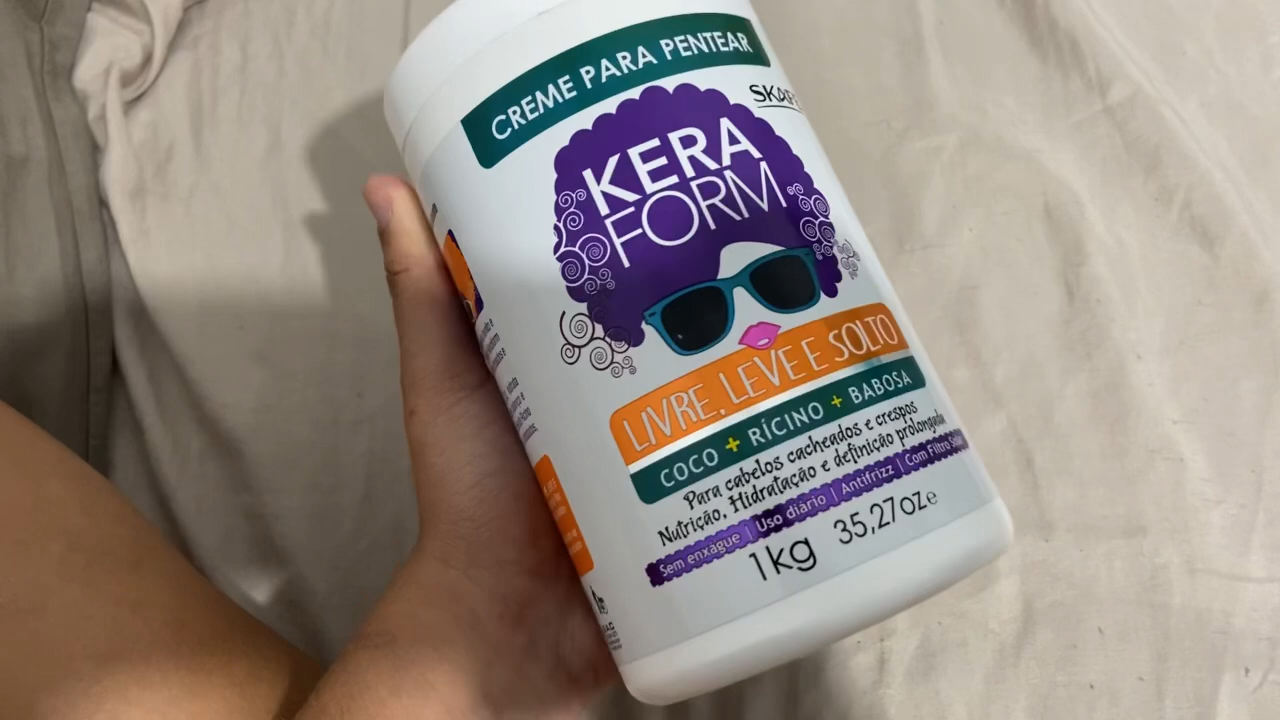 CREME PARA PENTEAR
KERA
FORM
LIVRE, LEVE E SOLTO
COCO + RÍCINO + BABOSA
Para cabelos cacheados e crespos
Nutrição, Hidratação e definição prolongada
Sem enxágue | Uso diário | Antifrizz | Com Filtro
1kg 35,27oz e